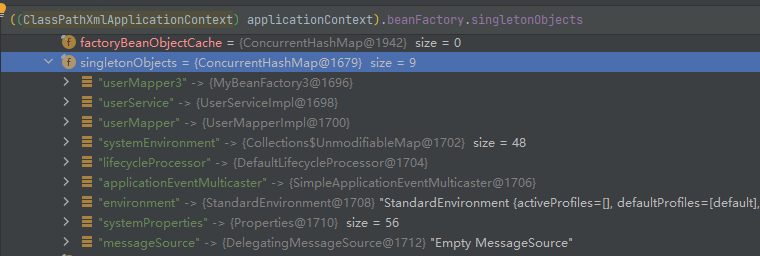 ((ClassPathXmlApplicationContext) applicationContext).beanFactory.singletonObjects
f factoryBeanObjectCache = {ConcurrentHashMap@1942} size = 0
f singletonObjects = {ConcurrentHashMap@1679} size = 9
"userMapper3" -> {MyBeanFactory3@1696}
"userService" -> {UserServiceImpl@1698}
"userMapper" -> {UserMapperImpl@1700}
"systemEnvironment" -> {Collections$UnmodifiableMap@1702} size = 48
"lifecycleProcessor" -> {DefaultLifecycleProcessor@1704}
"applicationEventMulticaster" -> {SimpleApplicationEventMulticaster@1706}
"environment" -> {StandardEnvironment@1708} "StandardEnvironment {activeProfiles=[], defaultProfiles=[default],
"systemProperties" -> {Properties@1710} size = 56
"messageSource" -> {DelegatingMessageSource@1712} "Empty MessageSource"